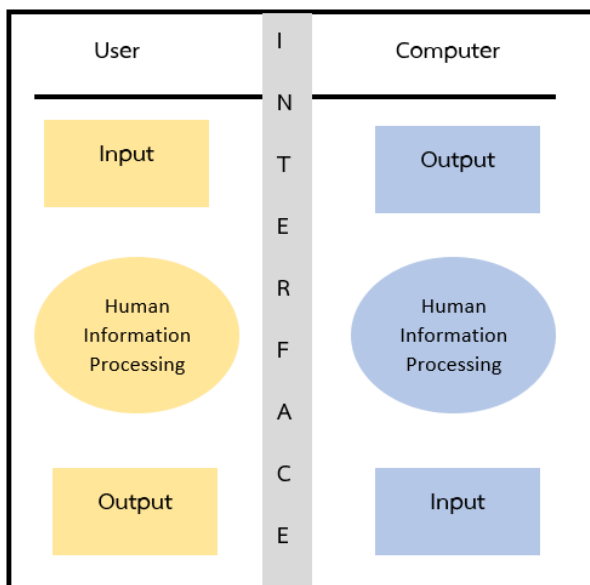 User
Input
Human
Information
Processing
Output
I
N
T
E
R
F
A
C
E
Computer
Output
Human
Information
Processing
Input